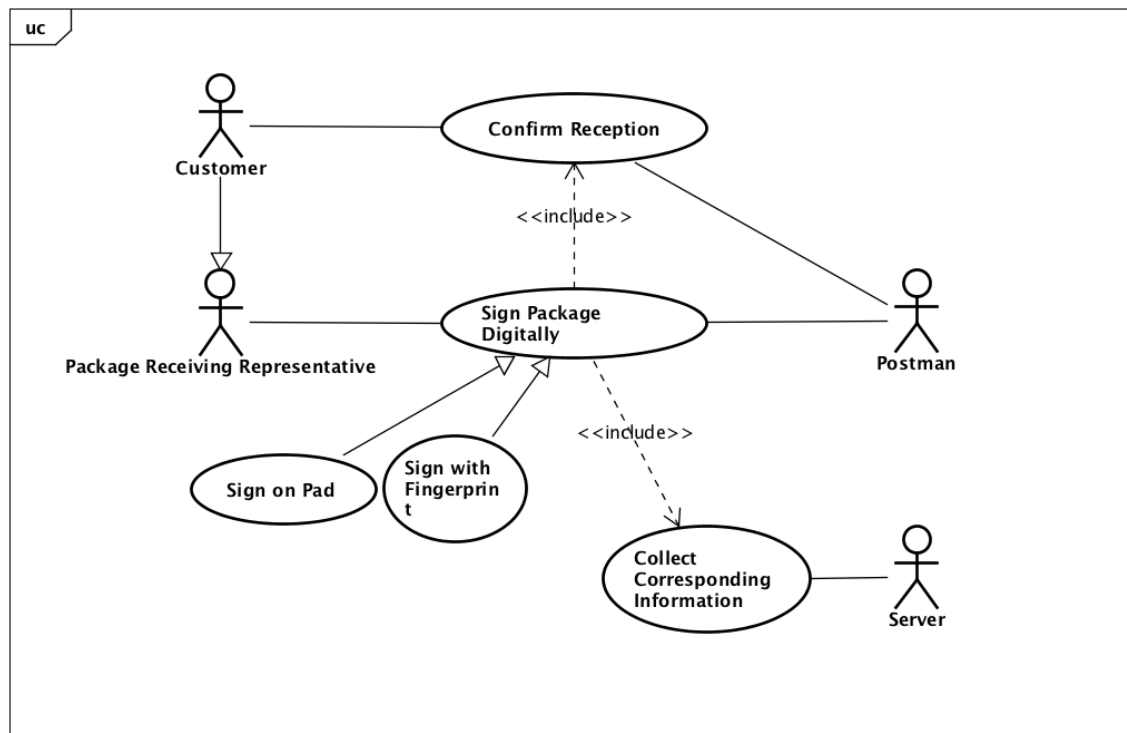 uc
Confirm Reception
Customer
<<include>>
Sign Package
Digitally
Package Receiving Representative
Postman
<<include>>
Sign on Pad
Sign with
Fingerprin
t
Collect
Corresponding
Information
Server